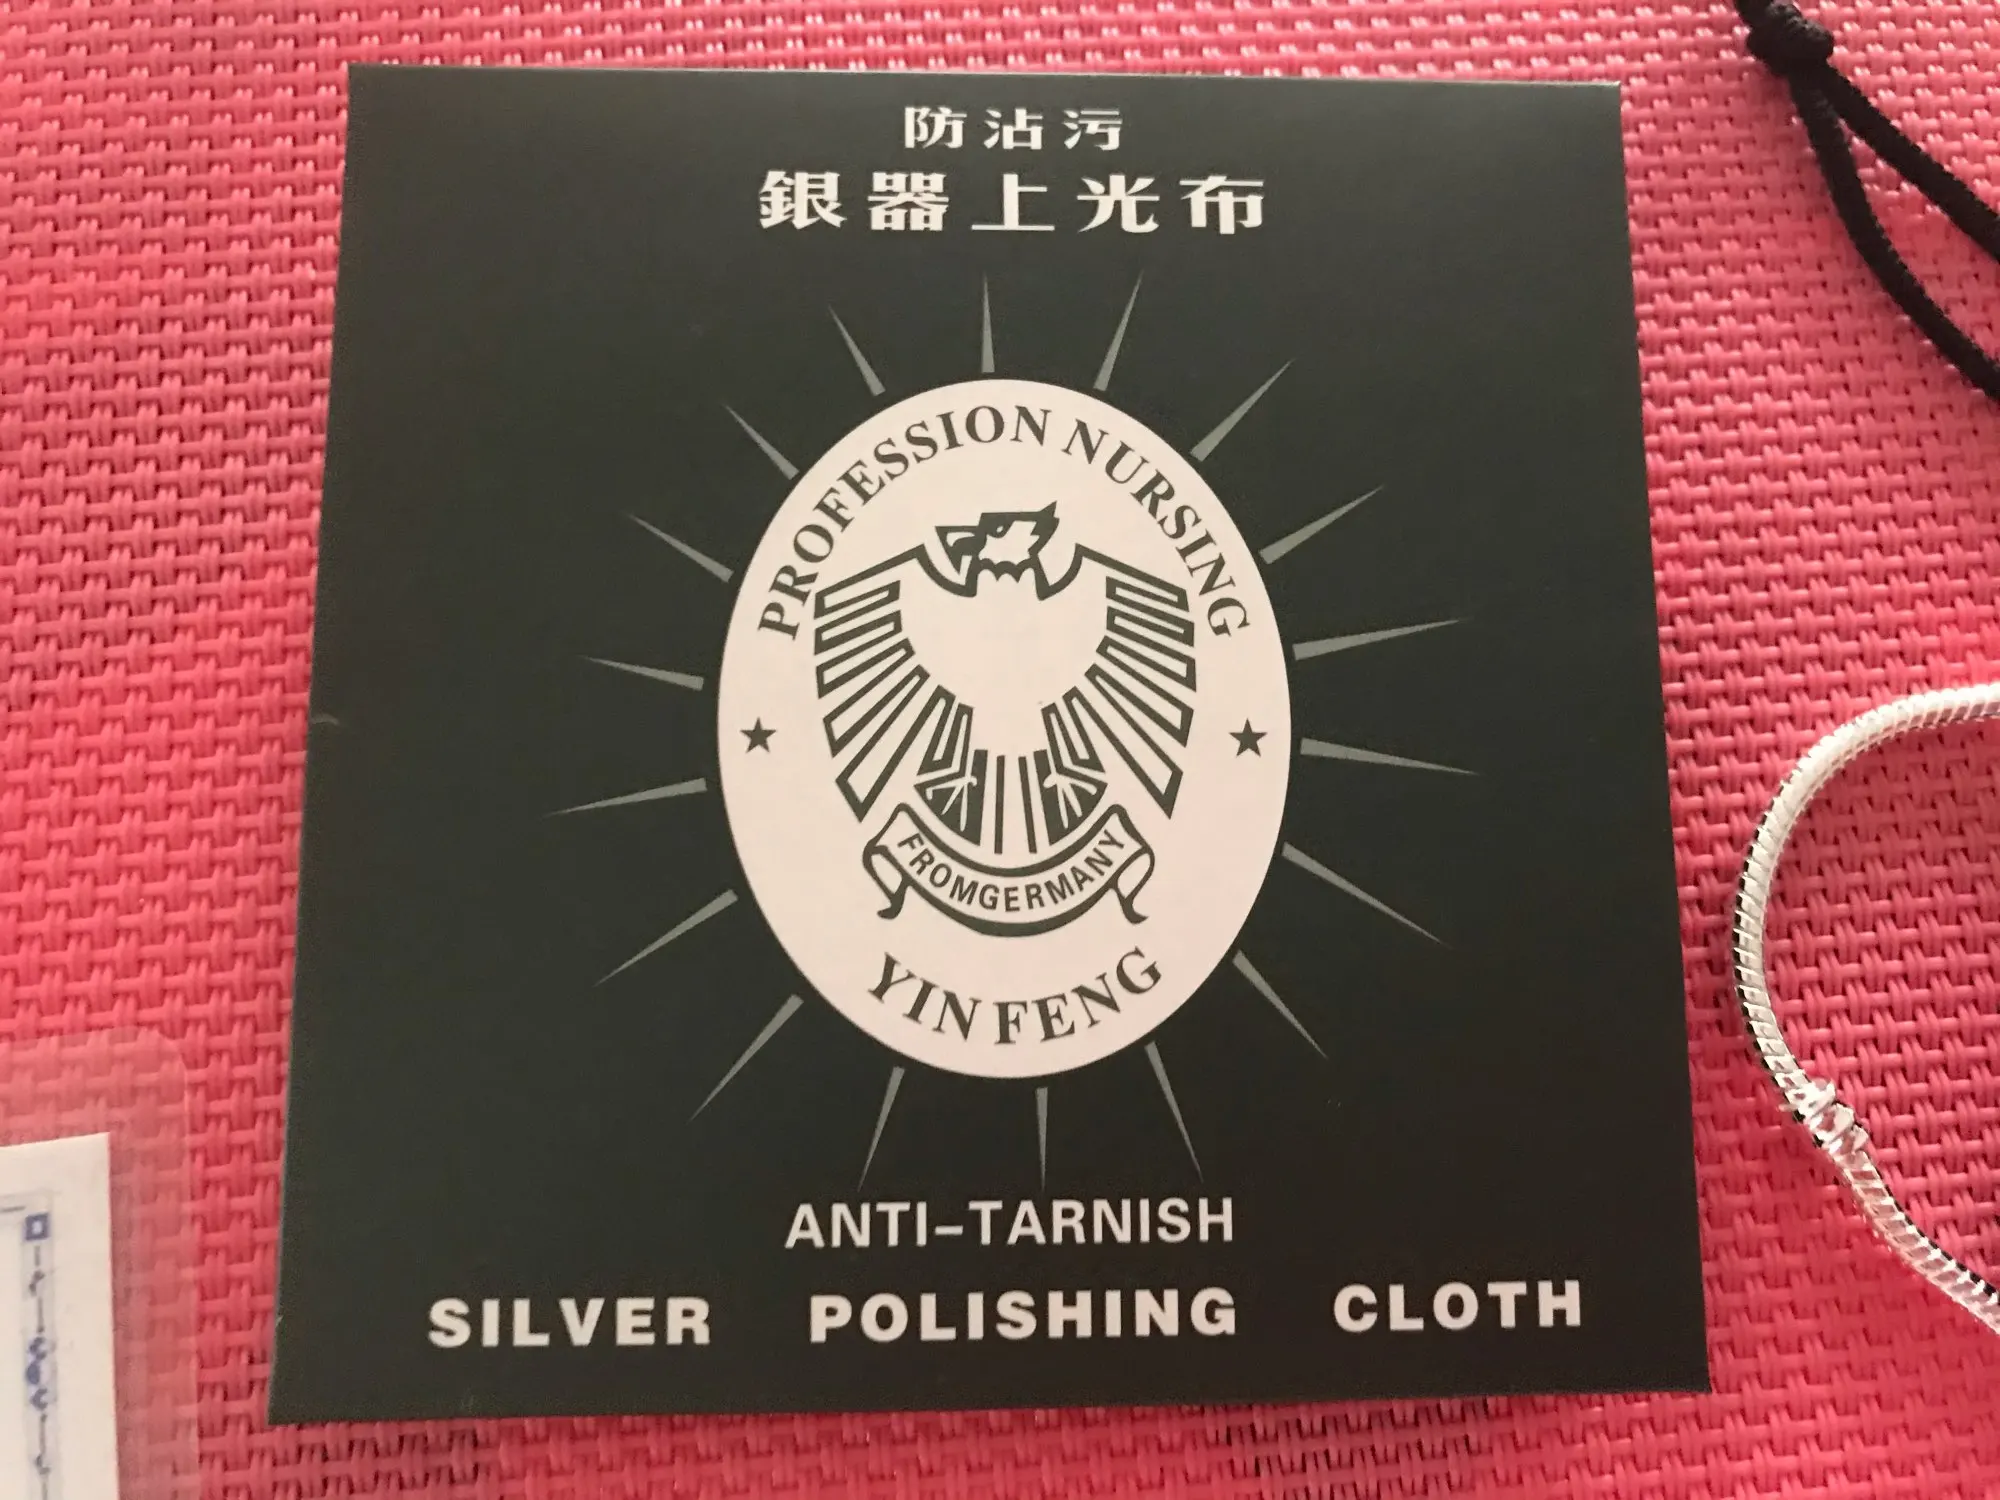 防沾污
銀器上光布
PROFESSION NURSING
FROMGERMANY
YIN FENG
ANTI-TARNISH
SILVER POLISHING CLOTH